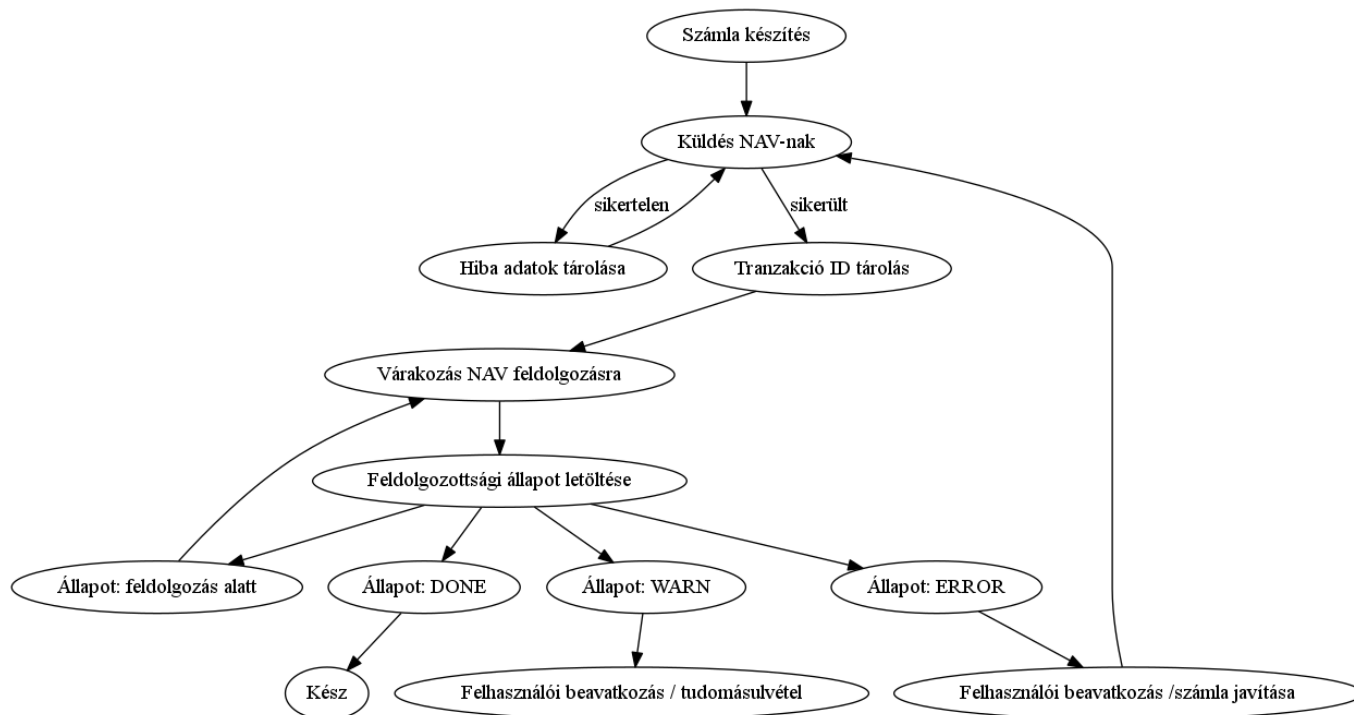 Számla készítés
Küldés NAV-nak
sikertelen
sikerült
Hiba adatok tárolása
Tranzakció ID tárolás
Várakozás NAV feldolgozásra
Feldolgozottsági állapot letöltése
Állapot: feldolgozás alatt
Állapot: DONE
Állapot: WARN
Állapot: ERROR
Kész
Felhasználói beavatkozás / tudomásulvétel
Felhasználói beavatkozás /számla javítása